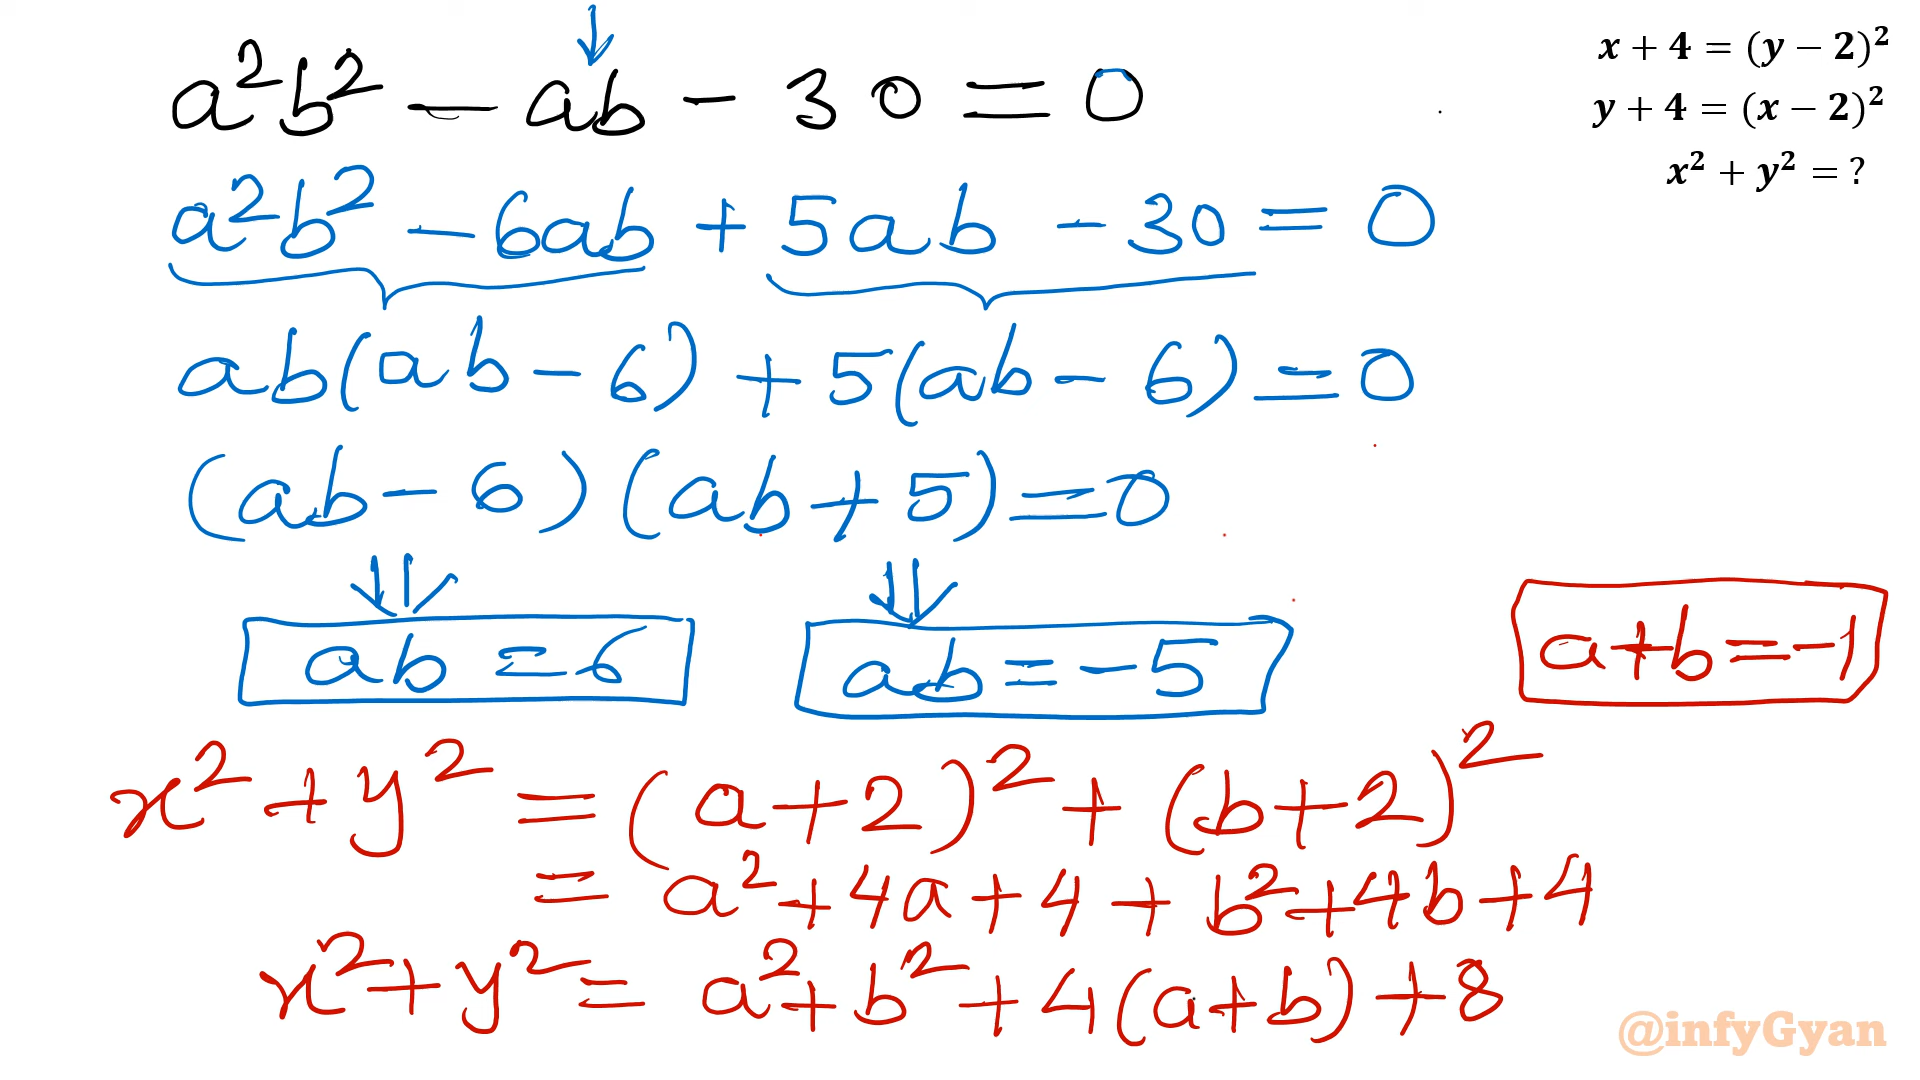 x + 4 = (y − 2)²
y + 4 = (x − 2)²
x² + y² = ?
a²b² − ab − 30 = 0
a²b² − 6ab + 5ab − 30 = 0
ab(ab − 6) + 5(ab − 6) = 0
(ab − 6) (ab + 5) = 0
ab = 6 ab = −5 a+b = −1
x² + y² = (a+2)² + (b+2)²
= a² + 4a + 4 + b² + 4b + 4
x² + y² = a² + b² + 4(a+b) + 8
@infyGyan